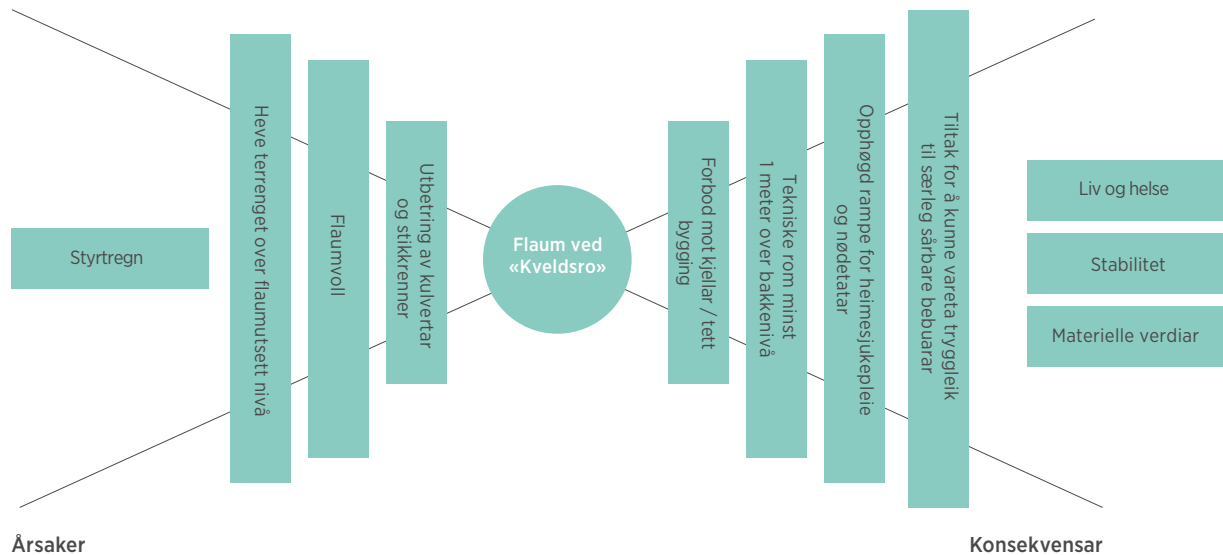 Styrtregn
Heve terrenget over flaumutsett nivå
Flaumvoll
Utbetring av kulvertar
og stikkrenner
Flaum ved
«Kveldsro»
Forbod mot kjellar / tett
bygging
Tekniske rom minst
1 meter over bakkenivå
Opphøgd rampe for heimesjukepleie
og nødetatar
Tiltak for å kunne vareta tryggleik
til særleg sårbare bebuarar
Liv og helse
Stabilitet
Materielle verdiar
Årsaker
Konsekvensar